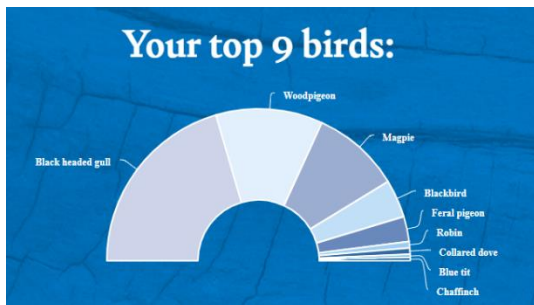 Your top 9 birds:
Woodpigeon
Magpie
Black headed gull
Blackbird
Feral pigeon
Robin
Collared dove
Blue tit
Chaffinch